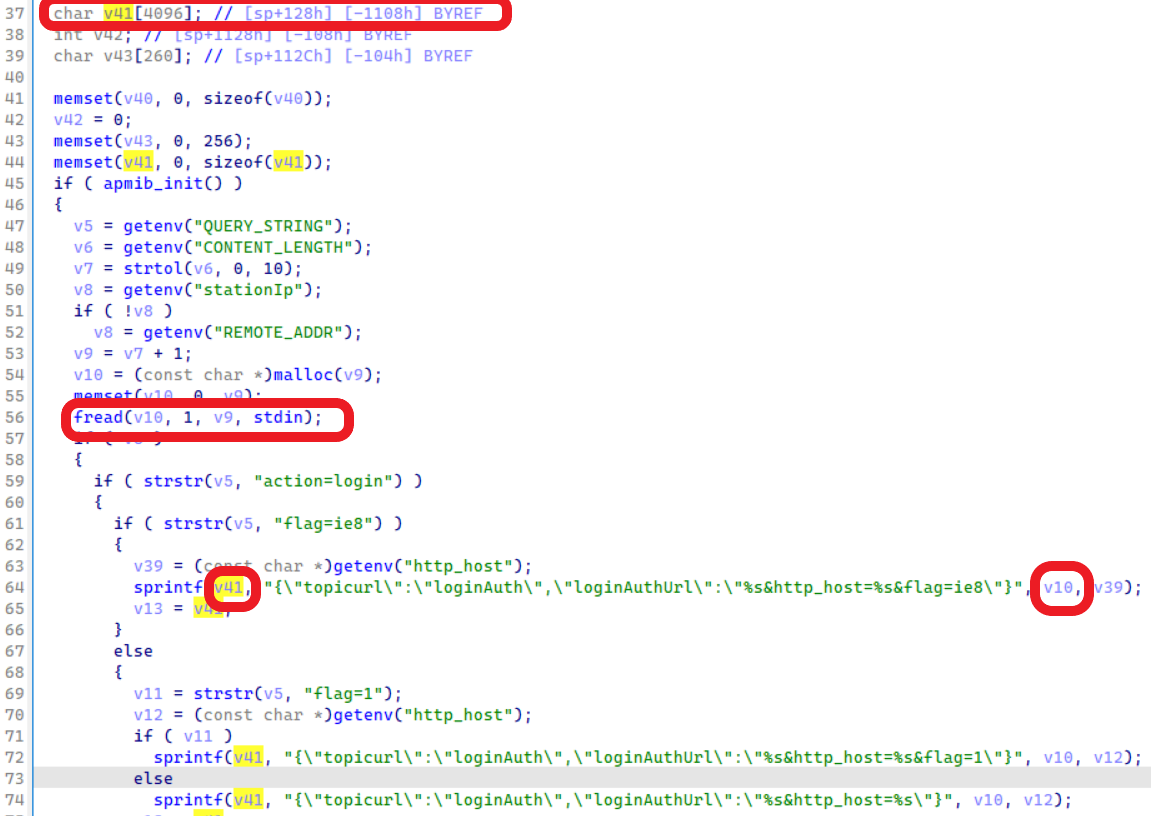 37 char v41[4096]; // [sp+128h] [-1108h] BYREF
38 int v42; // [sp+1128h] [-108h] BYREF
39 char v43[260]; // [sp+112Ch] [-104h] BYREF
40
41 memset(v40, 0, sizeof(v40));
42 v42 = 0;
43 memset(v43, 0, 256);
44 memset(v41, 0, sizeof(v41));
45 if ( apmib_init() )
46 {
47 v5 = getenv("QUERY_STRING");
48 v6 = getenv("CONTENT_LENGTH");
49 v7 = strtol(v6, 0, 10);
50 v8 = getenv("stationIp");
51 if ( !v8 )
52 v8 = getenv("REMOTE_ADDR");
53 v9 = v7 + 1;
54 v10 = (const char *)malloc(v9);
55 memset(v10, 0, v9);
56 fread(v10, 1, v9, stdin);
57 if (
58 {
59 if ( strstr(v5, "action=login") )
60 {
61 if ( strstr(v5, "flag=ie8") )
62 {
63 v39 = (const char *)getenv("http_host");
64 sprintf(v41, "{\"topicurl\":\"loginAuth\",\"loginAuthUrl\":\"%s&http_host=%s&flag=ie8\"}", v10, v39);
65 v13 = v41;
66 }
67 else
68 {
69 v11 = strstr(v5, "flag=1");
70 v12 = (const char *)getenv("http_host");
71 if ( v11 )
72 sprintf(v41, "{\"topicurl\":\"loginAuth\",\"loginAuthUrl\":\"%s&http_host=%s&flag=1\"}", v10, v12);
73 else
74 sprintf(v41, "{\"topicurl\":\"loginAuth\",\"loginAuthUrl\":\"%s&http_host=%s\"}", v10, v12);